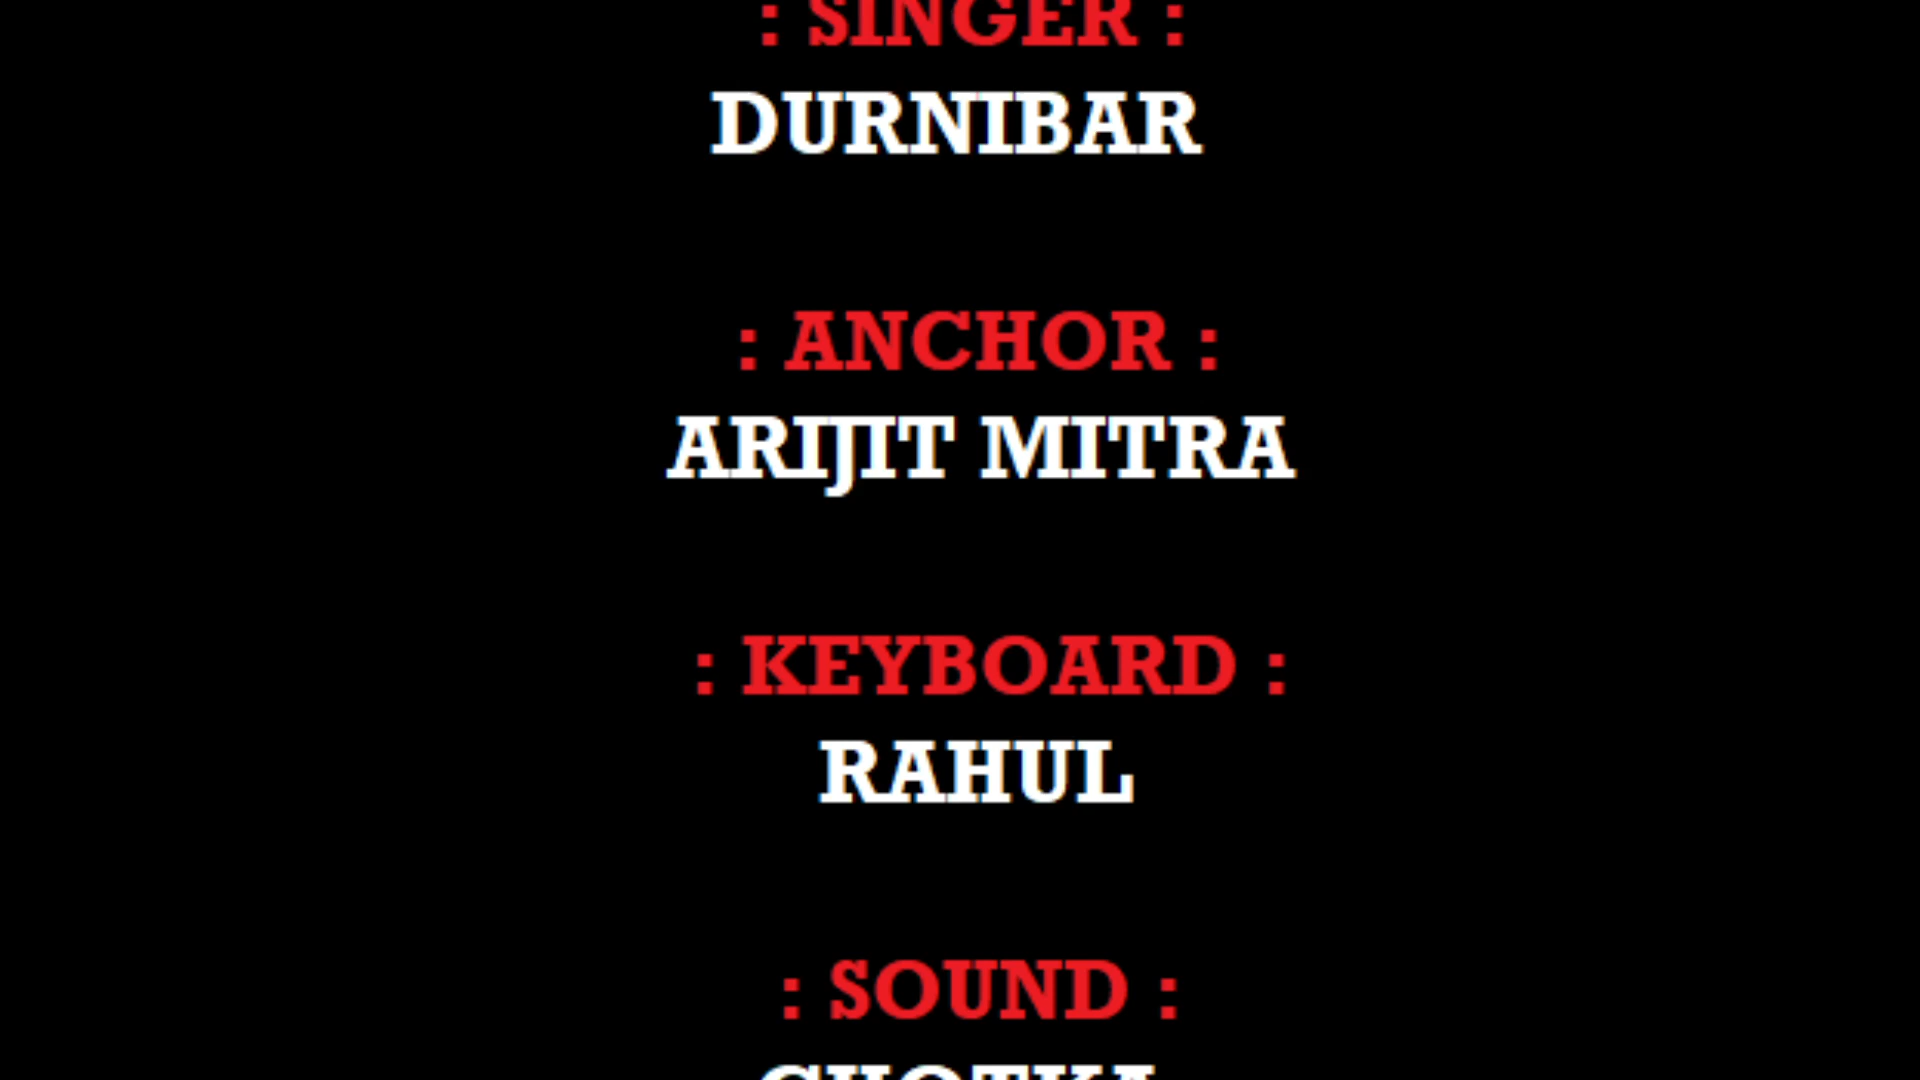 : SINGER :
DURNIBAR
: ANCHOR :
ARIJIT MITRA
: KEYBOARD :
RAHUL
: SOUND :